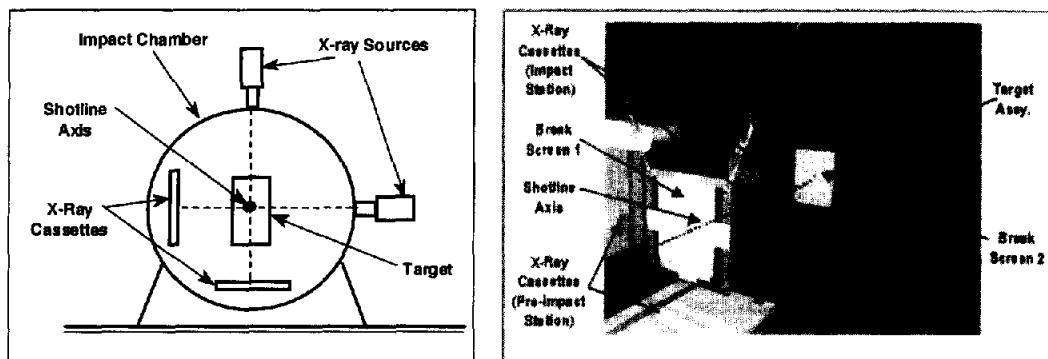 Impact Chamber
X-ray Sources
Shotline
Axis
X-Ray
Cassettes
Target
X-Ray
Cassettes
(Impact
Station)
Target
Assy.
Break
Screen 1
Shotline
Axis
Break
Screen 2
X-Ray
Cassettes
(Pre-impact
Station)